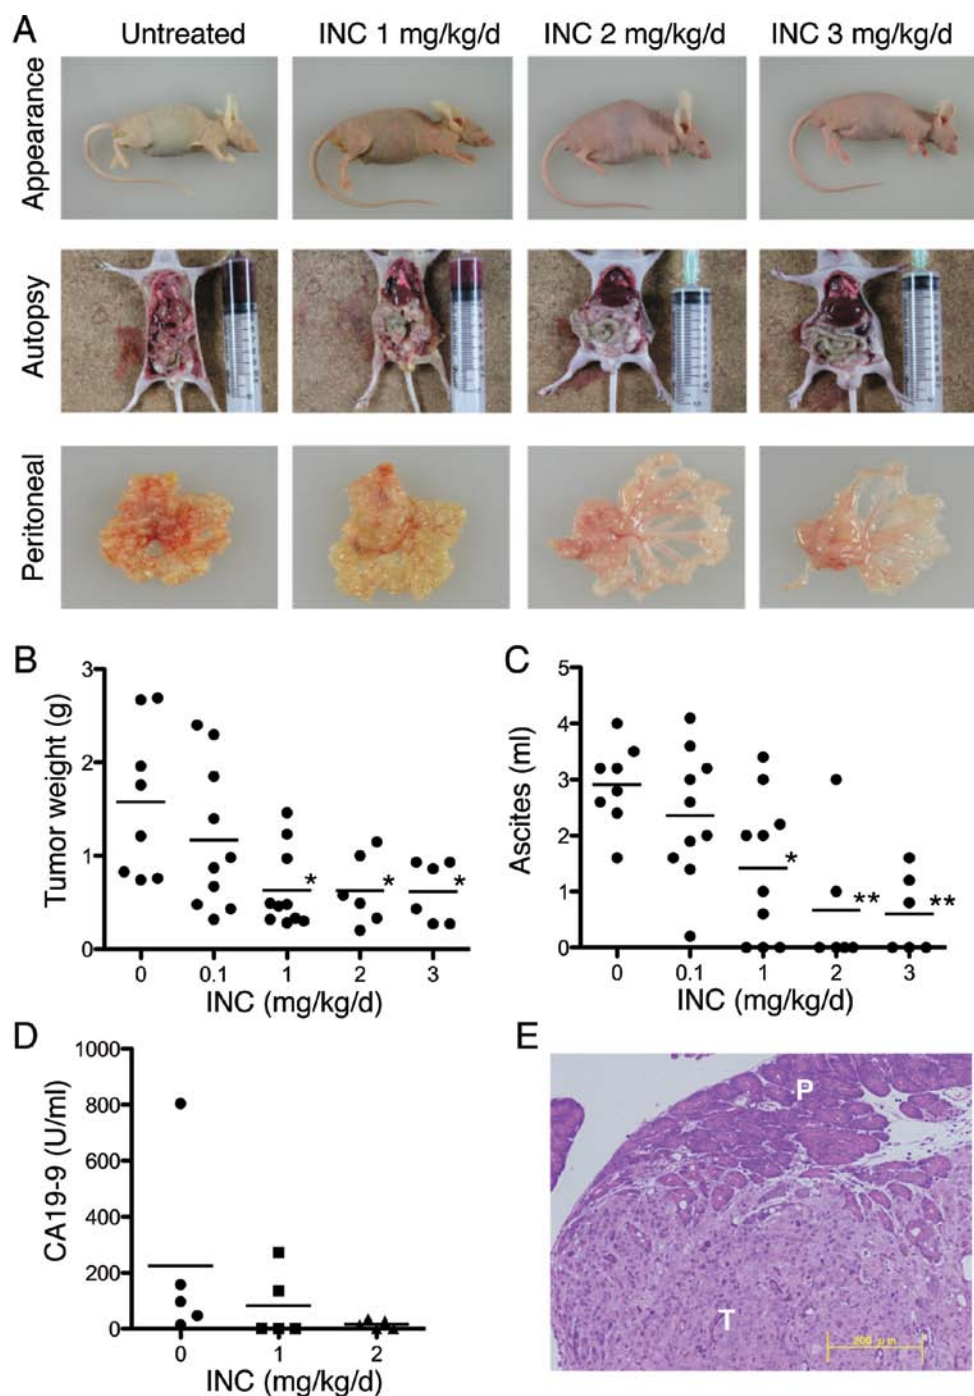 A
Untreated
INC 1 mg/kg/d
INC 2 mg/kg/d
INC 3 mg/kg/d
Appearance
Autopsy
Peritoneal
B
3
2
1
0
Tumor weight (g)
*
*
*
0
0.1
1
2
3
INC (mg/kg/d)
C
5
4
3
2
1
0
Ascites (ml)
*
**
**
0
0.1
1
2
3
INC (mg/kg/d)
D
1000
800
600
400
200
0
CA19-9 (U/ml)
0
1
2
INC (mg/kg/d)
E
P
T
200 μm